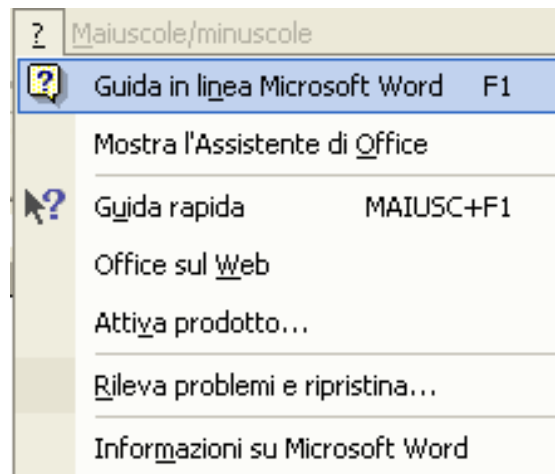 ? Maiuscole/minuscole
Guida in linea Microsoft Word F1
Mostra l'Assistente di Office
Guida rapida MAIUSC+F1
Office sul Web
Attiva prodotto...
Rileva problemi e ripristina...
Informazioni su Microsoft Word